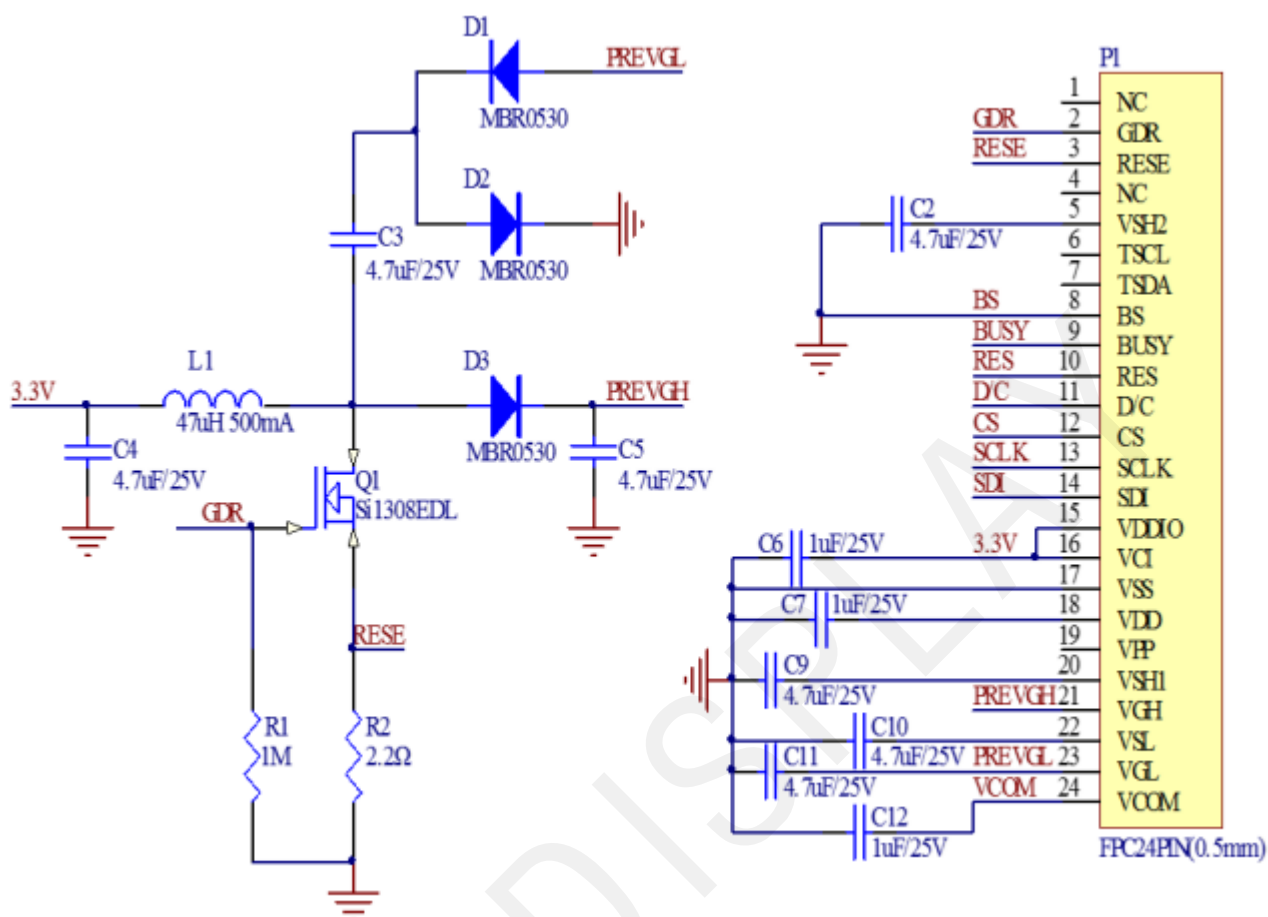 D1
PREVGL
MBR0530
D2
MBR0530
C3
4.7uF/25V
L1
3.3V
47uH 500mA
D3
PREVGH
MBR0530
C4
4.7uF/25V
C5
4.7uF/25V
Q1
Si1308EDL
GDR
RESE
R1
1M
R2
2.2Ω
P1
1 NC
GDR 2 GDR
RESE 3 RESE
4 NC
C2 5 VSH2
4.7uF/25V
6 TSCL
7 TSDA
BS 8 BS
BUSY 9 BUSY
RES 10 RES
D/C 11 D/C
CS 12 CS
SCLK 13 SCLK
SDI 14 SDI
15 VDDIO
C6 1uF/25V 3.3V 16 VCI
17 VSS
C7 1uF/25V 18 VDD
19 VPP
C9 20 VSH1
4.7uF/25V
PREVGH 21 VGH
C10 22 VSL
4.7uF/25V
C11 PREVGL 23 VGL
4.7uF/25V
VCOM 24 VCOM
C12
1uF/25V
FPC24PIN(0.5mm)
DISPLAY